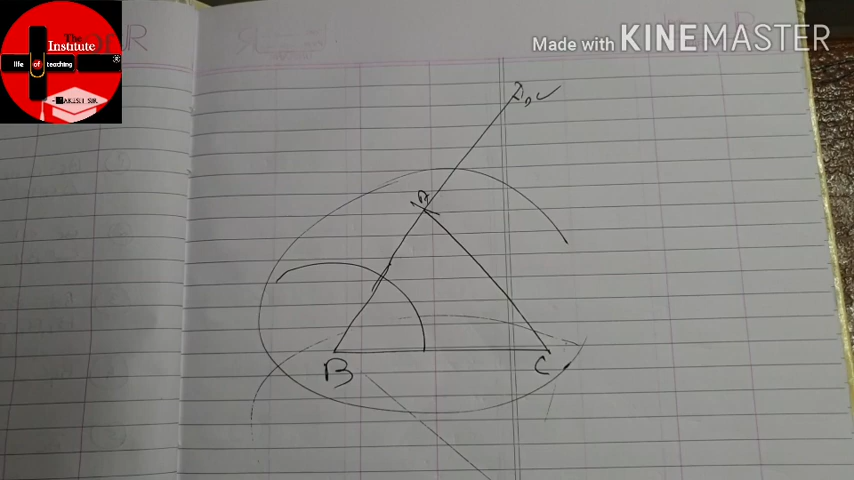 The
Institute
life of teaching
Made with KINEMASTER
A
B
C